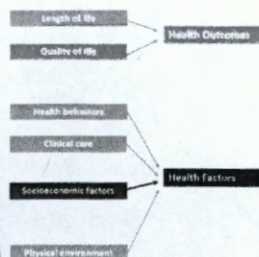 Length of life
Quality of life
Health Outcomes
Health behaviors
Clinical care
Socioeconomic factors
Health Factors
Physical environment